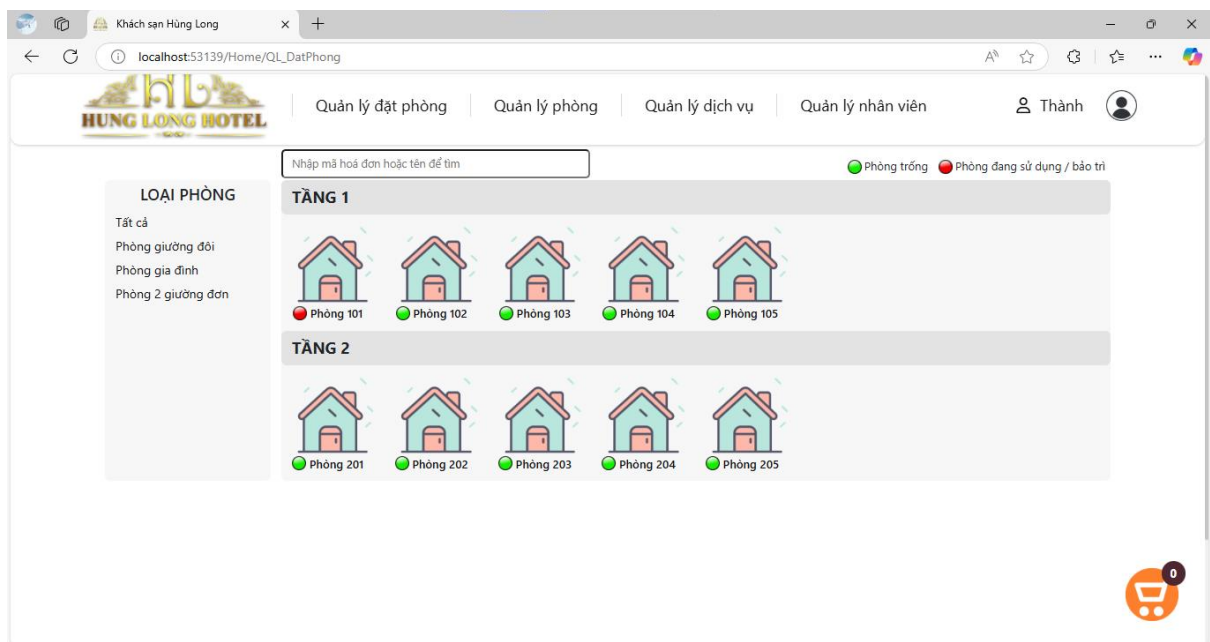 Khách sạn Hùng Long
localhost:53139/Home/QL_DatPhong
HL
HUNG LONG HOTEL
Quản lý đặt phòng
Quản lý phòng
Quản lý dịch vụ
Quản lý nhân viên
Thành
Nhập mã hoá đơn hoặc tên để tìm
Phòng trống
Phòng đang sử dụng / bảo trì
LOẠI PHÒNG
Tất cả
Phòng giường đôi
Phòng gia đình
Phòng 2 giường đơn
TẦNG 1
Phòng 101
Phòng 102
Phòng 103
Phòng 104
Phòng 105
TẦNG 2
Phòng 201
Phòng 202
Phòng 203
Phòng 204
Phòng 205
0